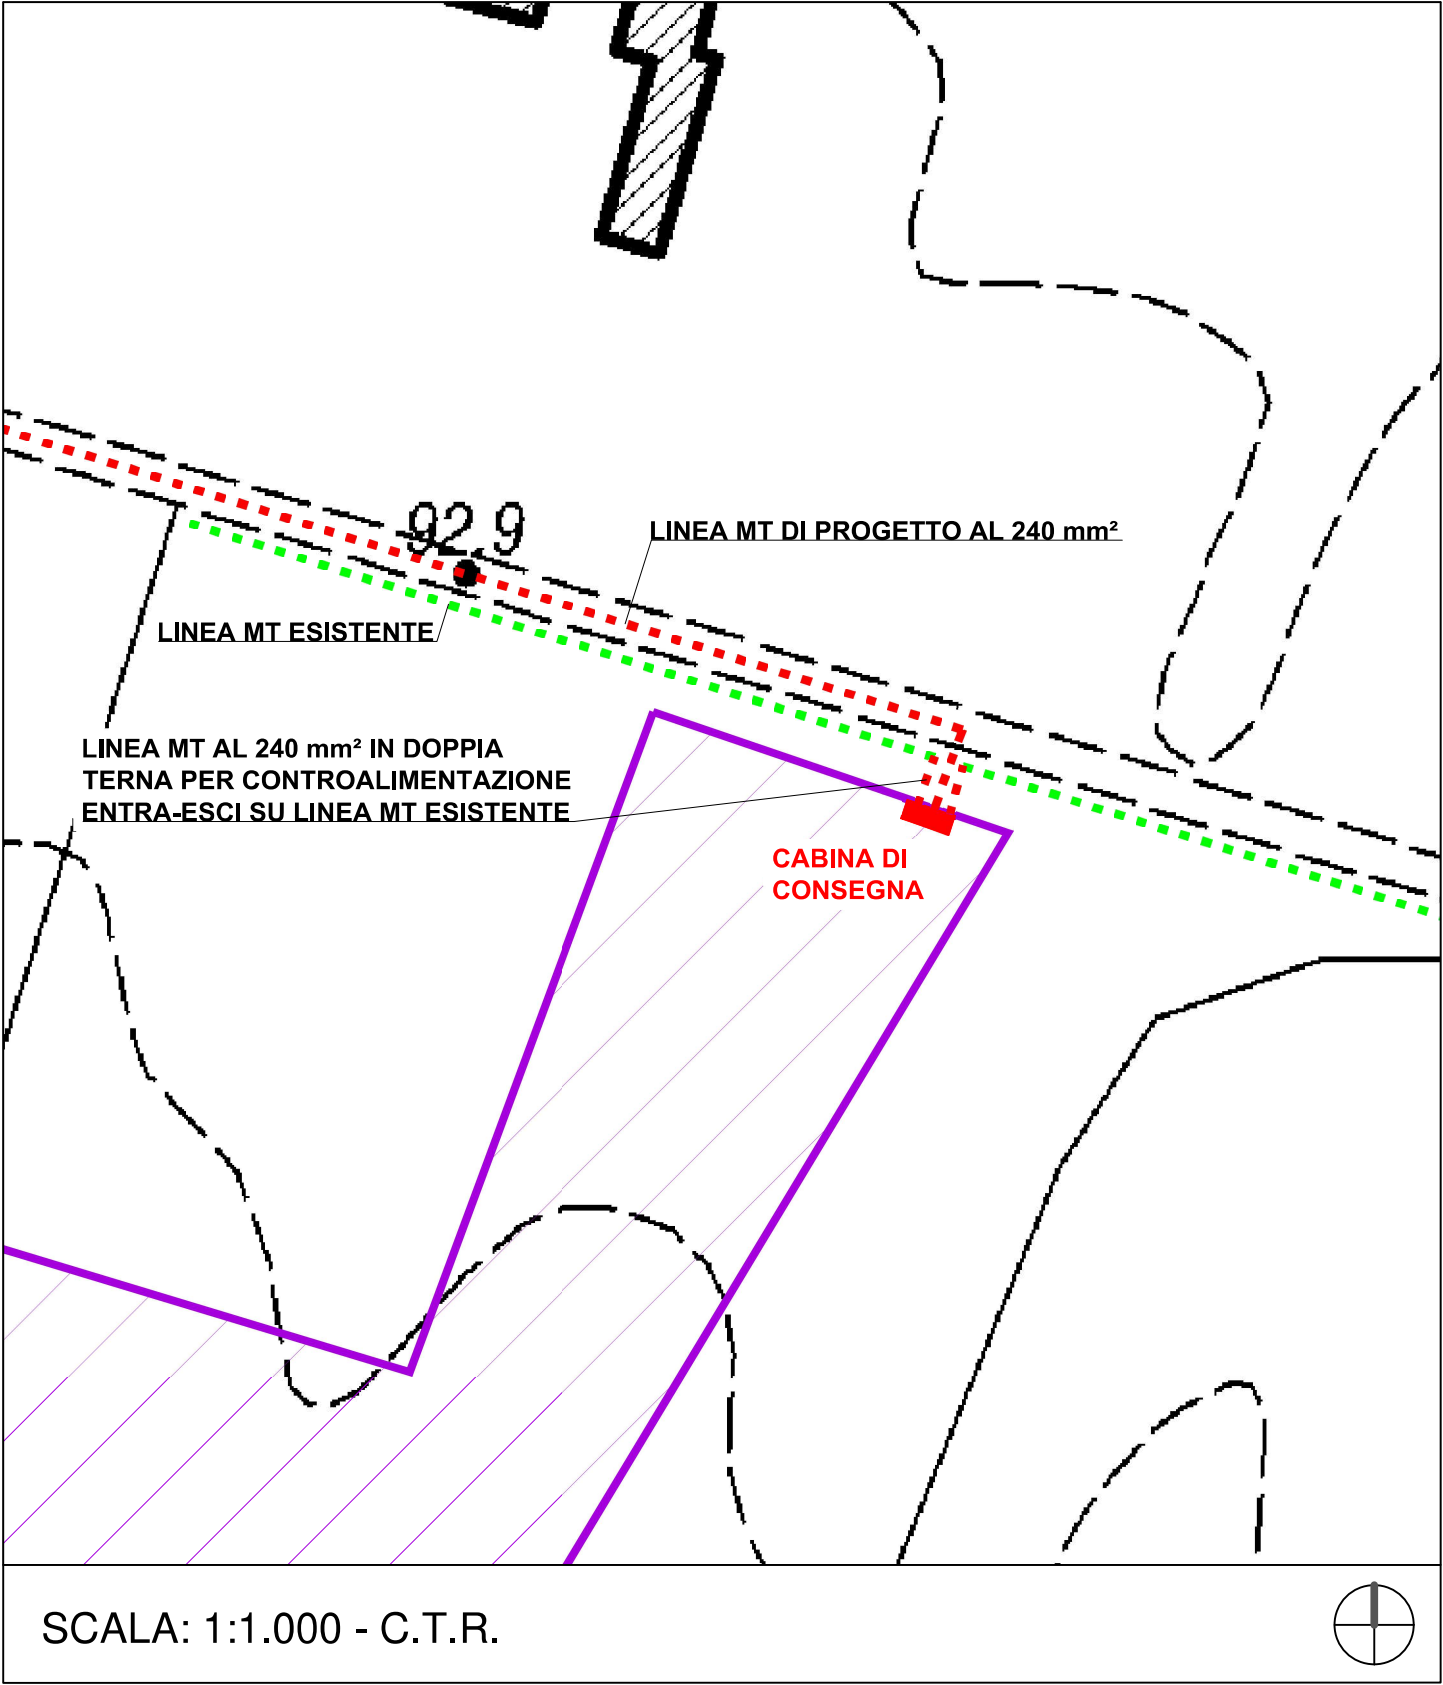 92.9
LINEA MT DI PROGETTO AL 240 mm²
LINEA MT ESISTENTE
LINEA MT AL 240 mm² IN DOPPIA
TERNA PER CONTROALIMENTAZIONE
ENTRA-ESCI SU LINEA MT ESISTENTE
CABINA DI
CONSEGNA
SCALA: 1:1.000 - C.T.R.